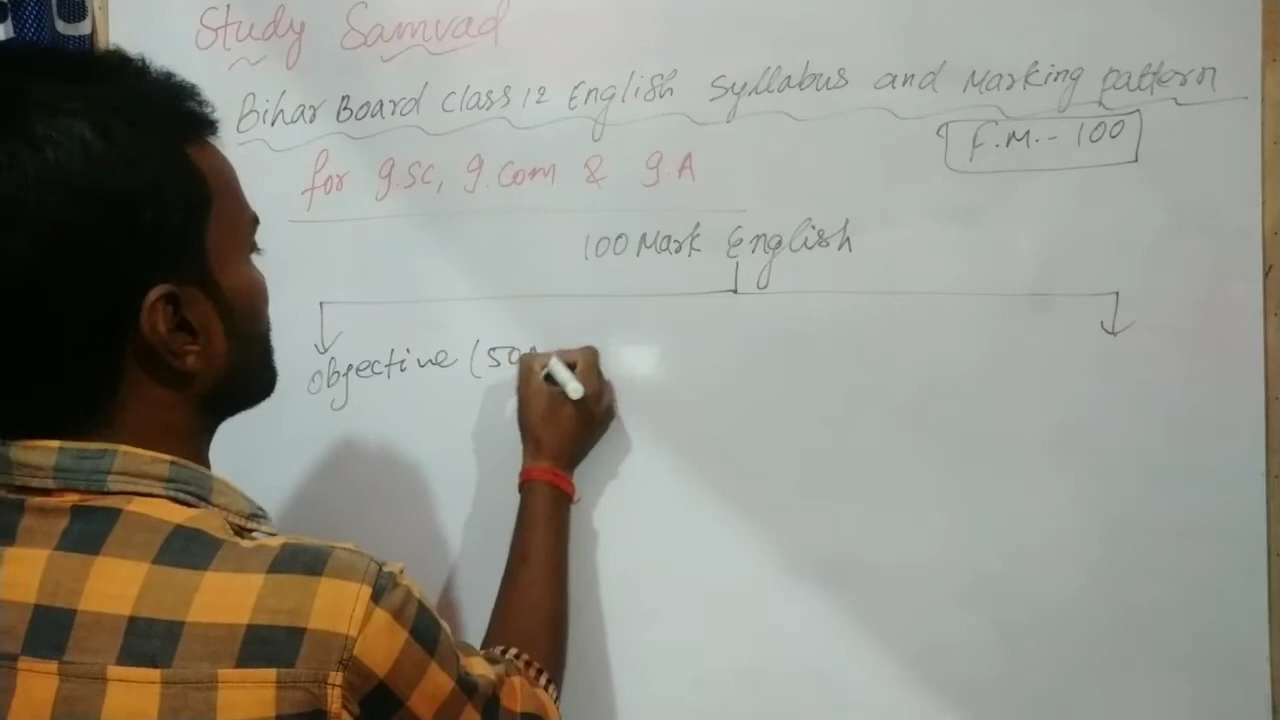 Study Samvad
Bihar Board Class 12 English Syllabus and Marking Pattern
F.M.- 100
for I.SC, I.Com & I.A
100 Mark English
Objective (50